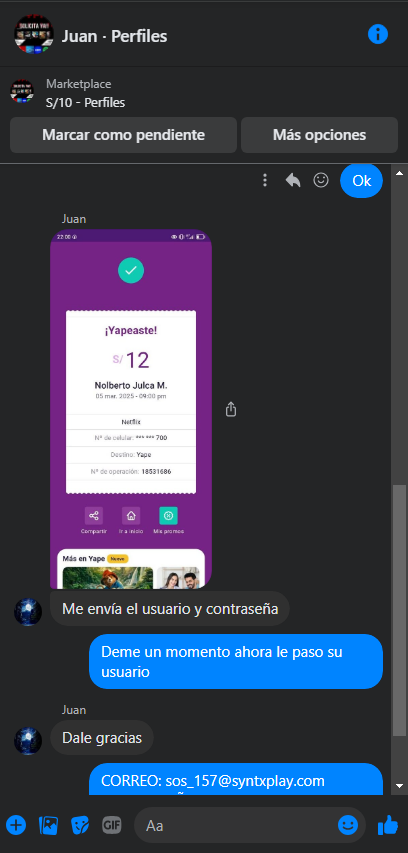 Juan · Perfiles
Marketplace
S/10 - Perfiles
Marcar como pendiente
Más opciones
Ok
Juan
22:00
¡Yapeaste!
S/ 12
Nolberto Julca M.
05 mar. 2025 - 09:00 pm
Netflix
Nº de celular: *** *** 700
Destino: Yape
Nº de operación: 18531686
Compartir
Ir a inicio
Mis promos
Más en Yape
Nuevo
Me envía el usuario y contraseña
Deme un momento ahora le paso su
usuario
Juan
Dale gracias
CORREO: sos_157@syntxplay.com
GIF
Aa